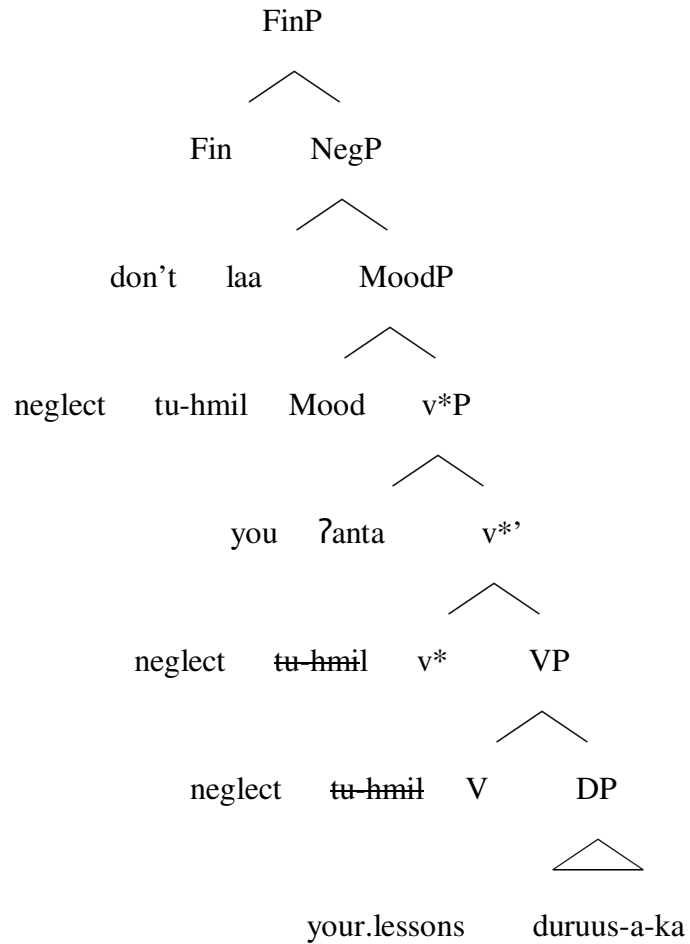 FinP
Fin NegP
don't laa MoodP
neglect tu-hmil Mood v*P
you ʔanta v*’
neglect tu-hmil v* VP
neglect tu-hmil V DP
your.lessons duruus-a-ka